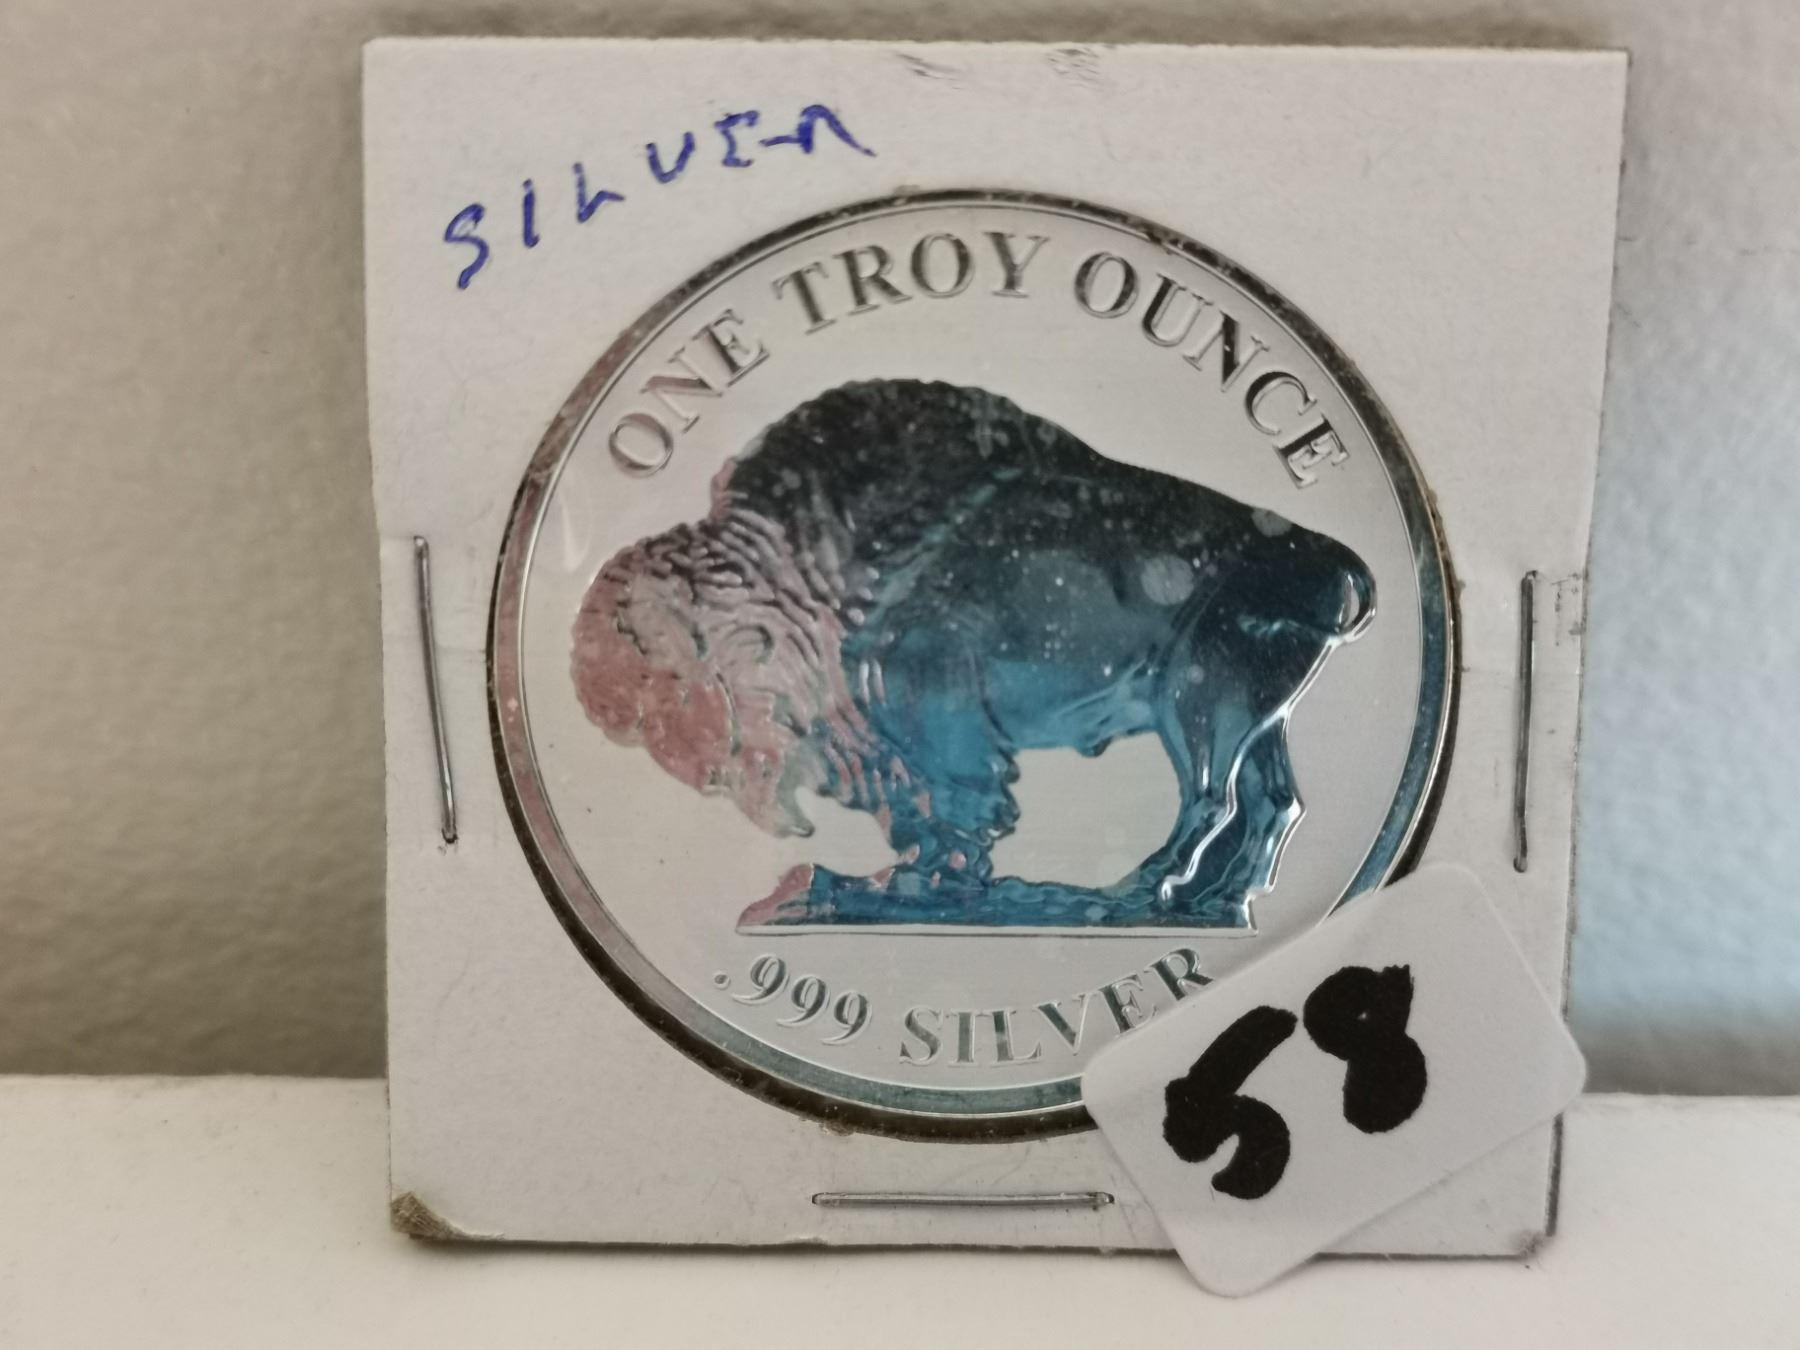 SILVER
ONE TROY OUNCE
.999 SILVER
58